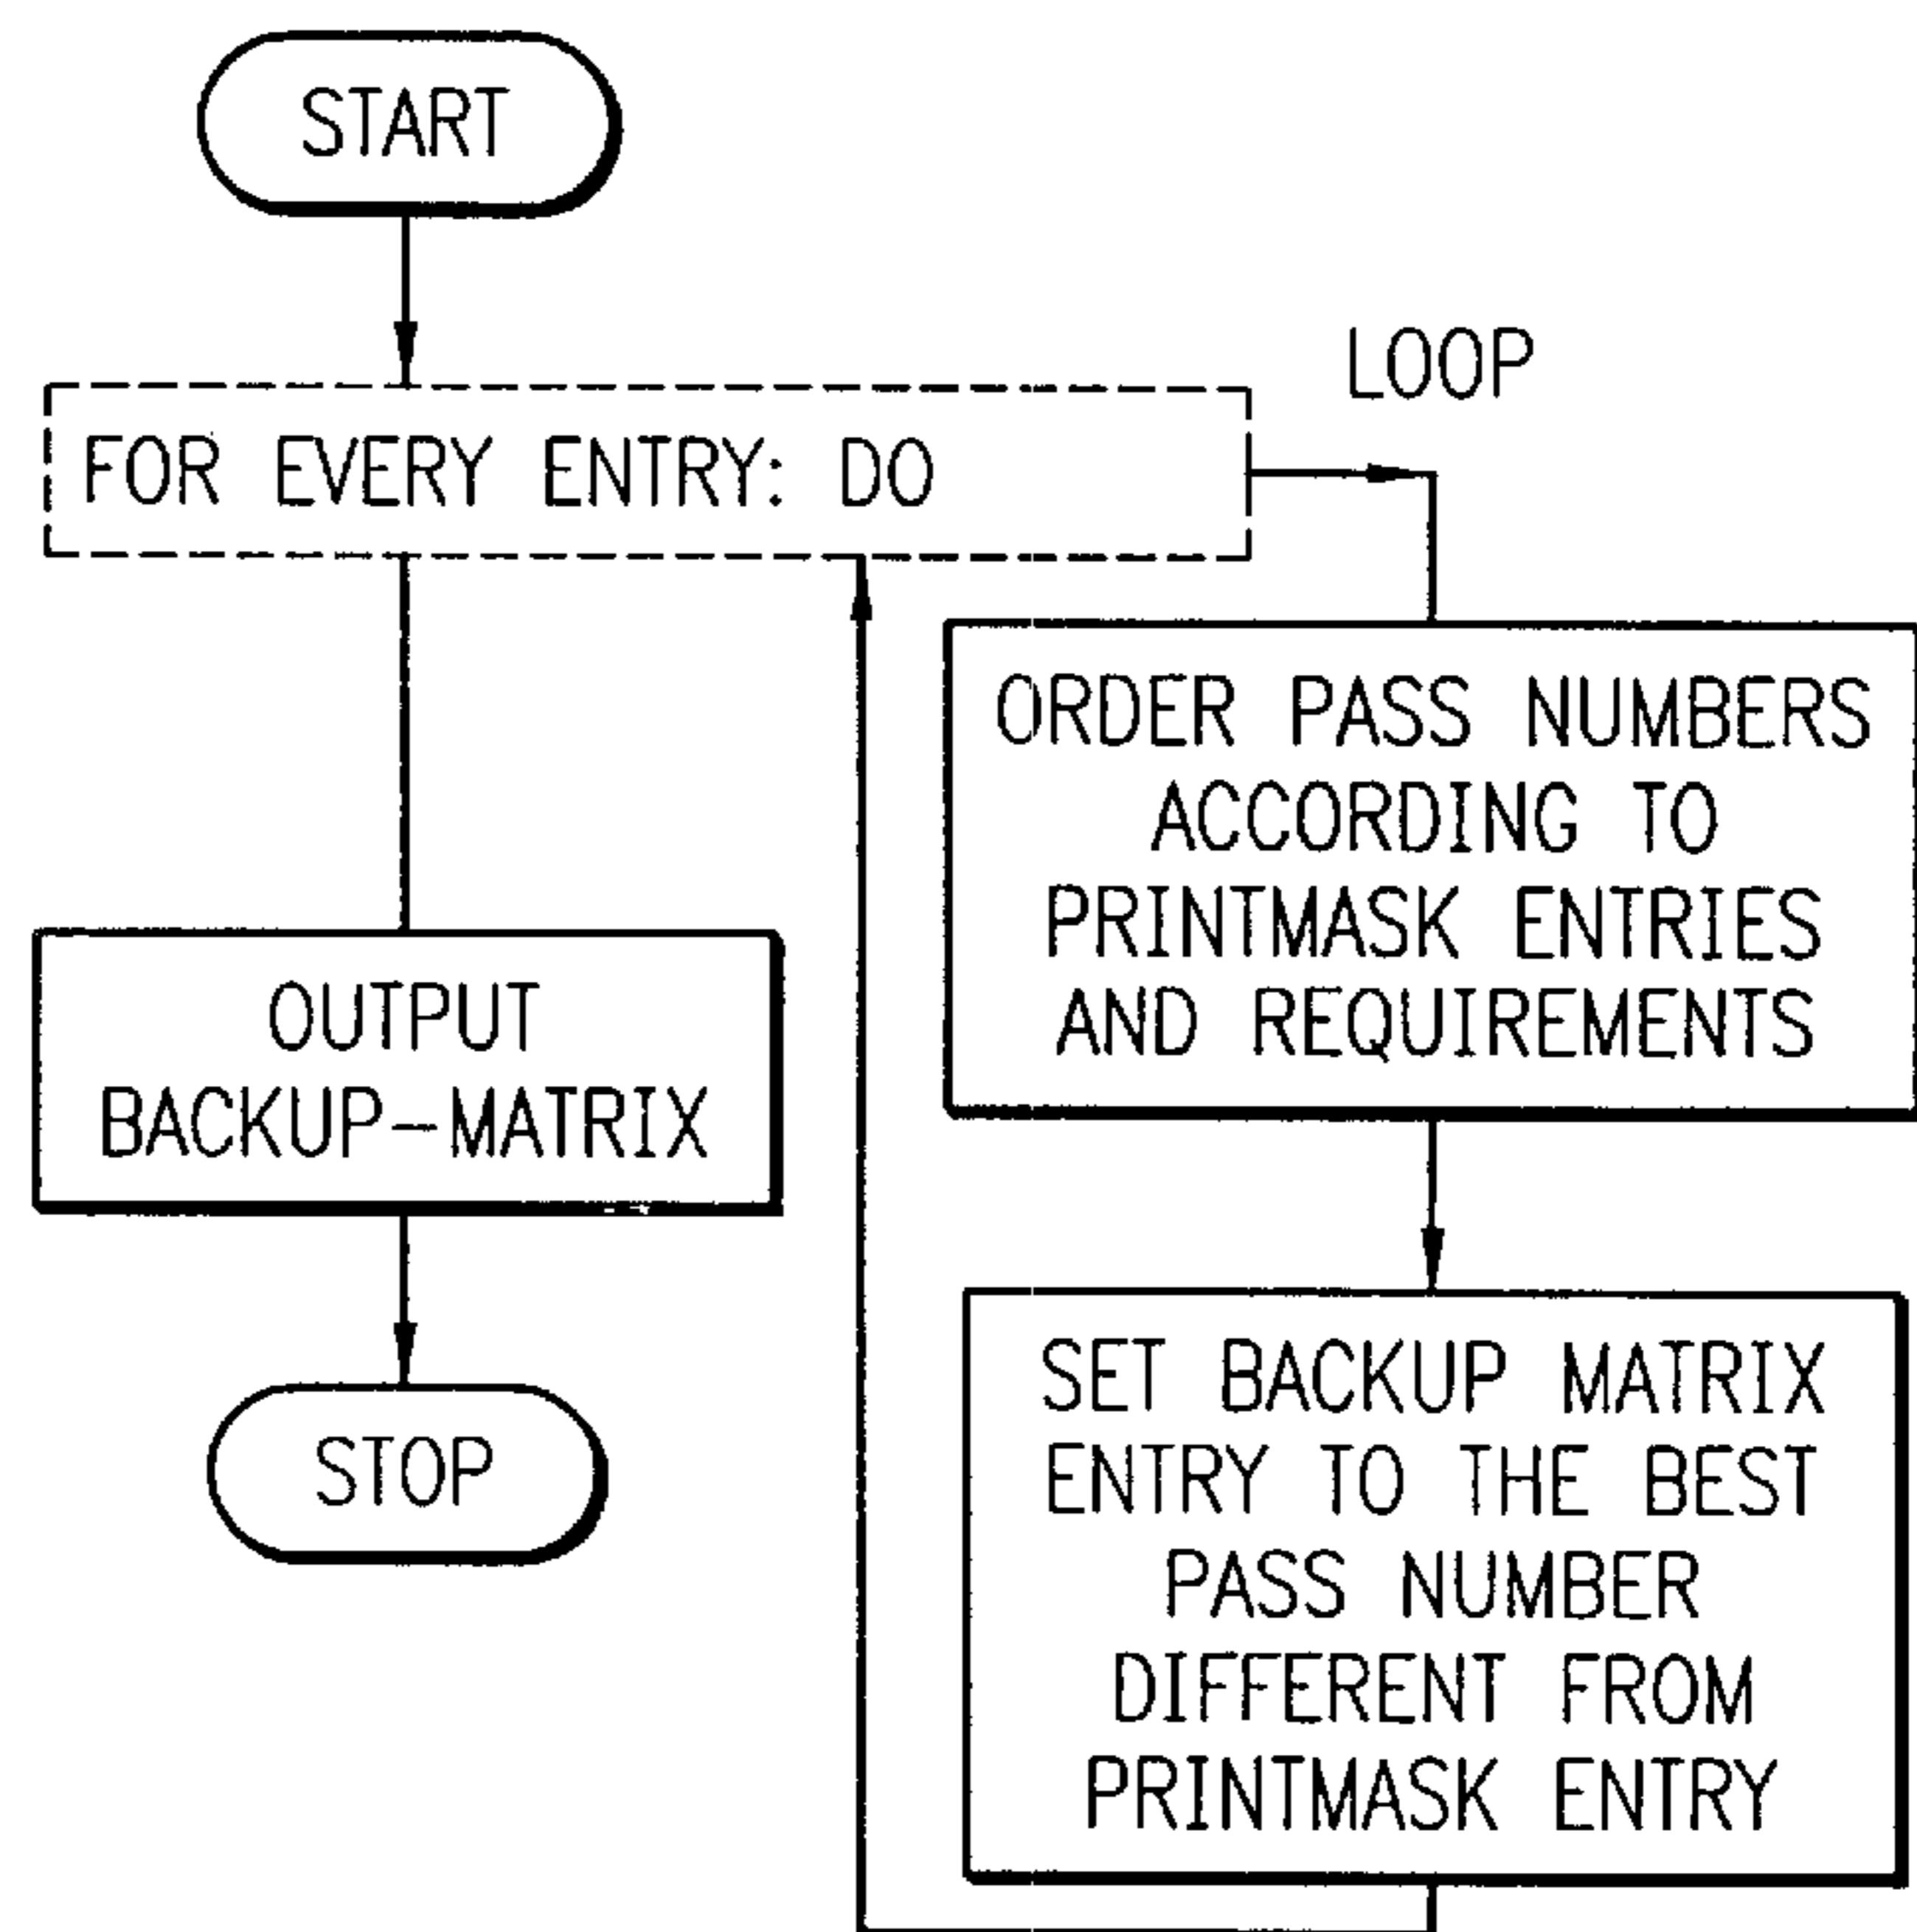 START
LOOP
FOR EVERY ENTRY: DO
ORDER PASS NUMBERS
ACCORDING TO
PRINTMASK ENTRIES
AND REQUIREMENTS
OUTPUT
BACKUP-MATRIX
SET BACKUP MATRIX
ENTRY TO THE BEST
PASS NUMBER
DIFFERENT FROM
PRINTMASK ENTRY
STOP